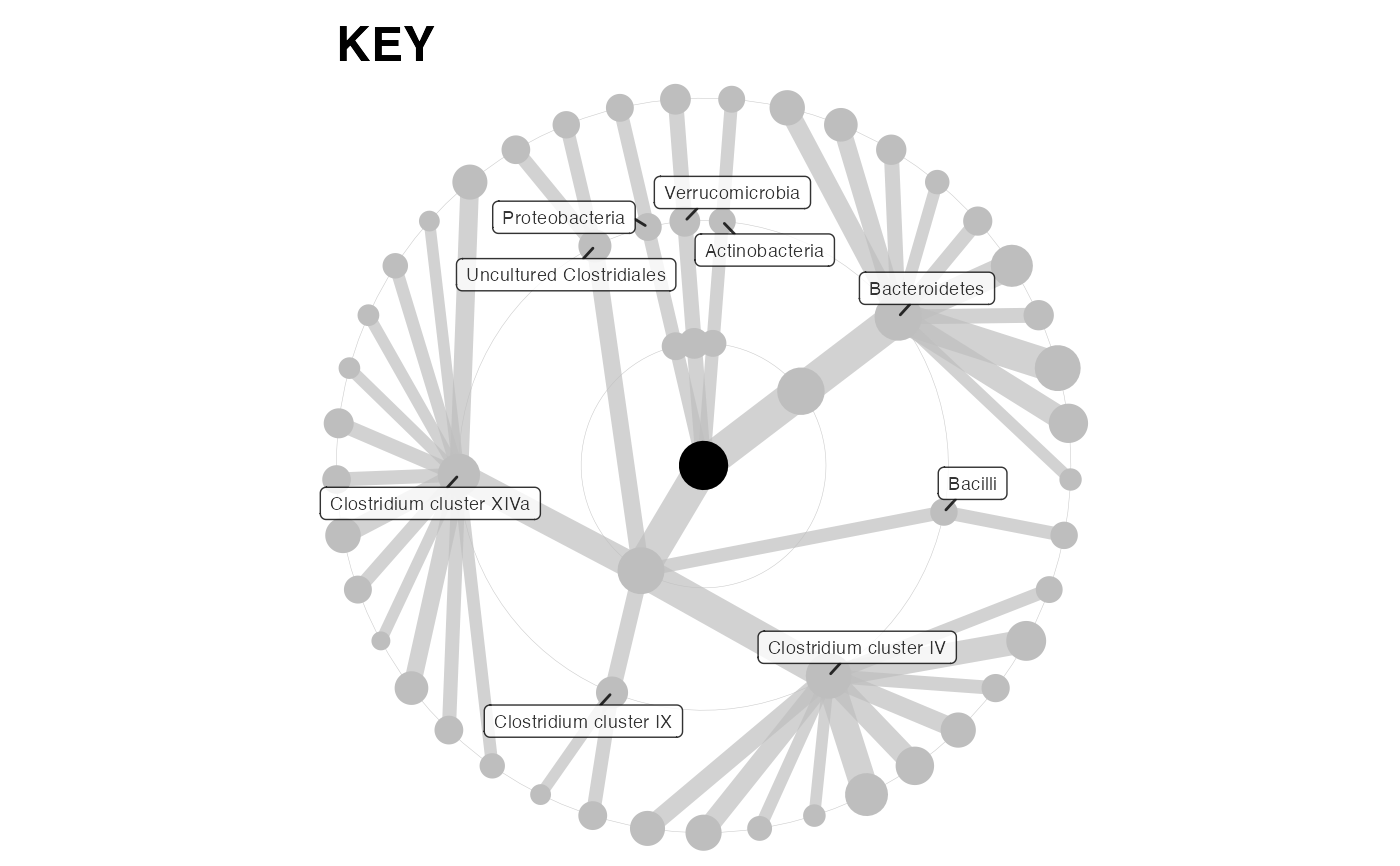 KEY
Verrucomicrobia
Proteobacteria
Actinobacteria
Uncultured Clostridiales
Bacteroidetes
Bacilli
Clostridium cluster XIVa
Clostridium cluster IV
Clostridium cluster IX